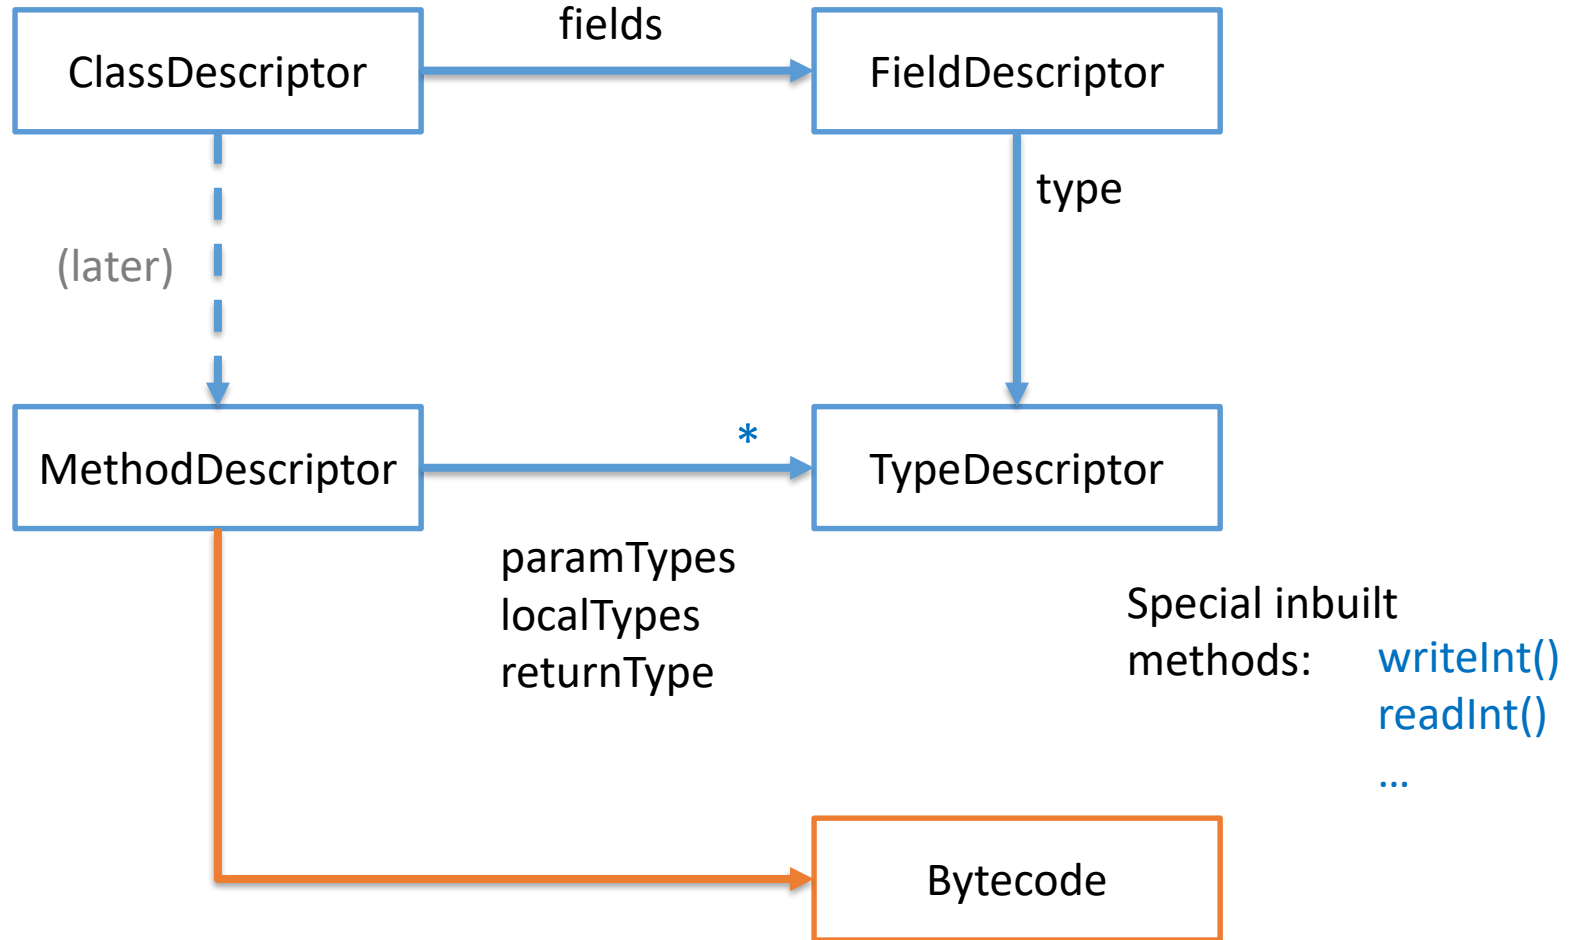 fields
ClassDescriptor
FieldDescriptor
type
(later)
*
MethodDescriptor
TypeDescriptor
paramTypes
localTypes
returnType
Special inbuilt
methods: writeInt()
readInt()
...
Bytecode